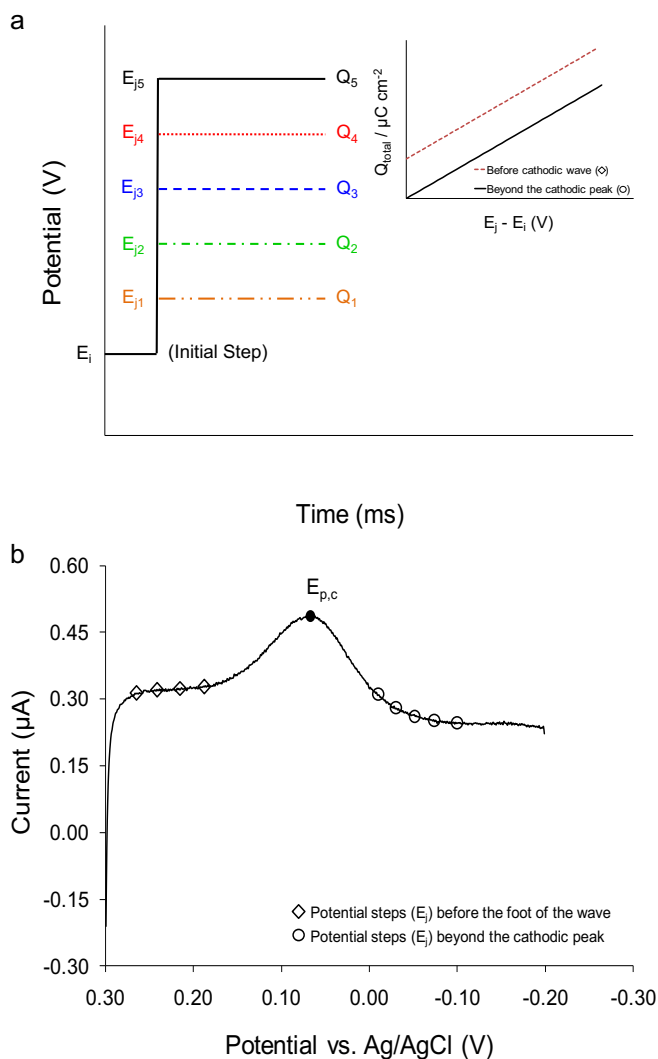 a
Potential (V)
E_j5 Q_5
E_j4 Q_4
E_j3 Q_3
E_j2 Q_2
E_j1 Q_1
E_i (Initial Step)
Time (ms)
Q_total / µC cm^-2
Before cathodic wave (◇)
Beyond the cathodic peak (○)
E_j - E_i (V)
b
Current (µA)
0.60
0.45
0.30
0.15
0.00
-0.15
-0.30
E_p,c
◇ Potential steps (E_j) before the foot of the wave
○ Potential steps (E_j) beyond the cathodic peak
0.30 0.20 0.10 0.00 -0.10 -0.20 -0.30
Potential vs. Ag/AgCl (V)